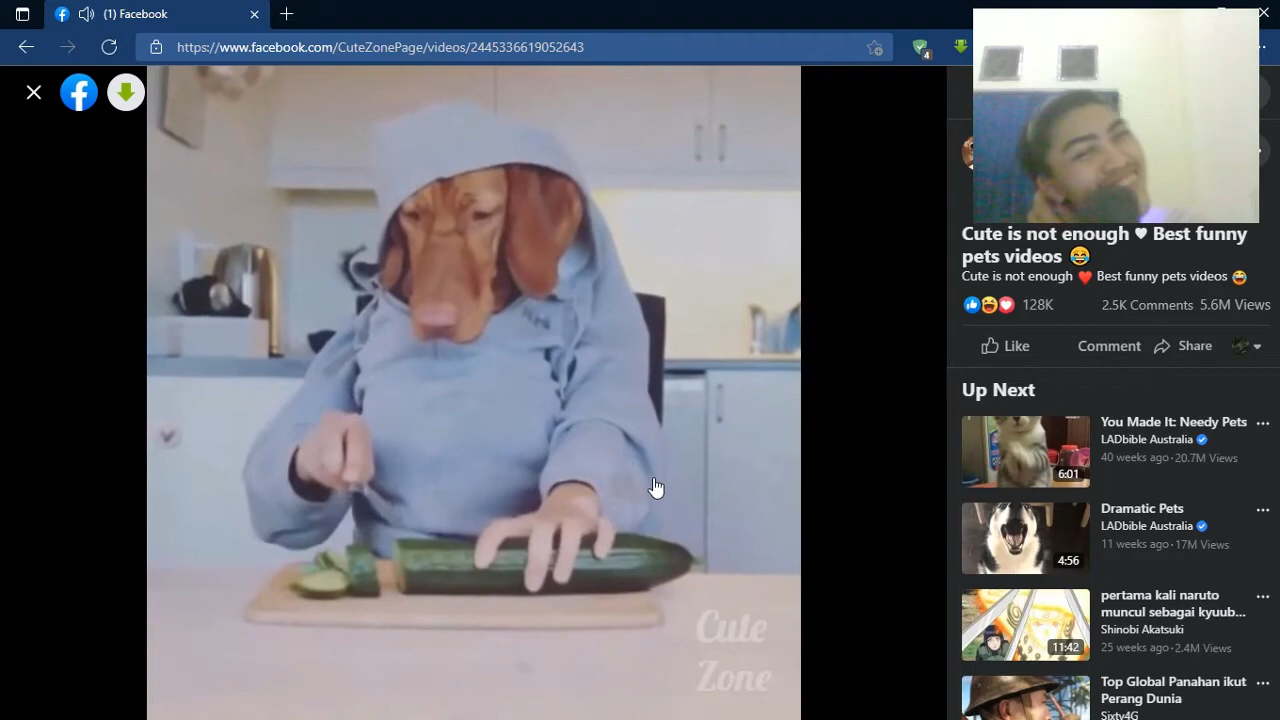 (1) Facebook
https://www.facebook.com/CuteZonePage/videos/2445336619052643
4
Cute
Zone
Cute is not enough ♥ Best funny
pets videos 😂
Cute is not enough ❤️ Best funny pets videos 😂
128K
2.5K Comments
5.6M Views
Like
Comment
Share
Up Next
You Made It: Needy Pets
LADbible Australia
40 weeks ago · 20.7M Views
6:01
Dramatic Pets
LADbible Australia
11 weeks ago · 17M Views
4:56
pertama kali naruto
muncul sebagai kyuub...
Shinobi Akatsuki
25 weeks ago · 2.4M Views
11:42
Top Global Panahan ikut
Perang Dunia
Sixty4G